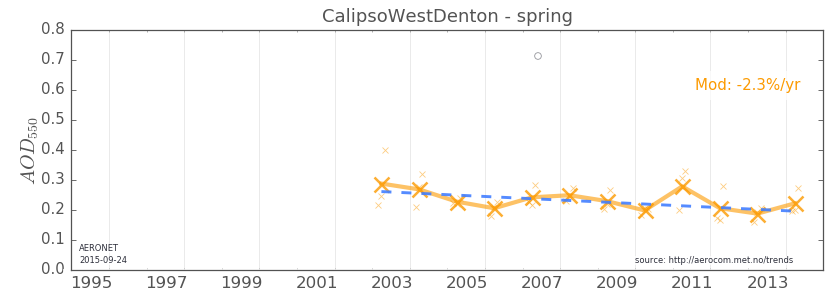 CalipsoWestDenton - spring
0.8
0.7
0.6
0.5
0.4
0.3
0.2
0.1
0.0
AOD550
Mod: -2.3%/yr
AERONET
2015-09-24
source: http://aerocom.met.no/trends
1995 1997 1999 2001 2003 2005 2007 2009 2011 2013